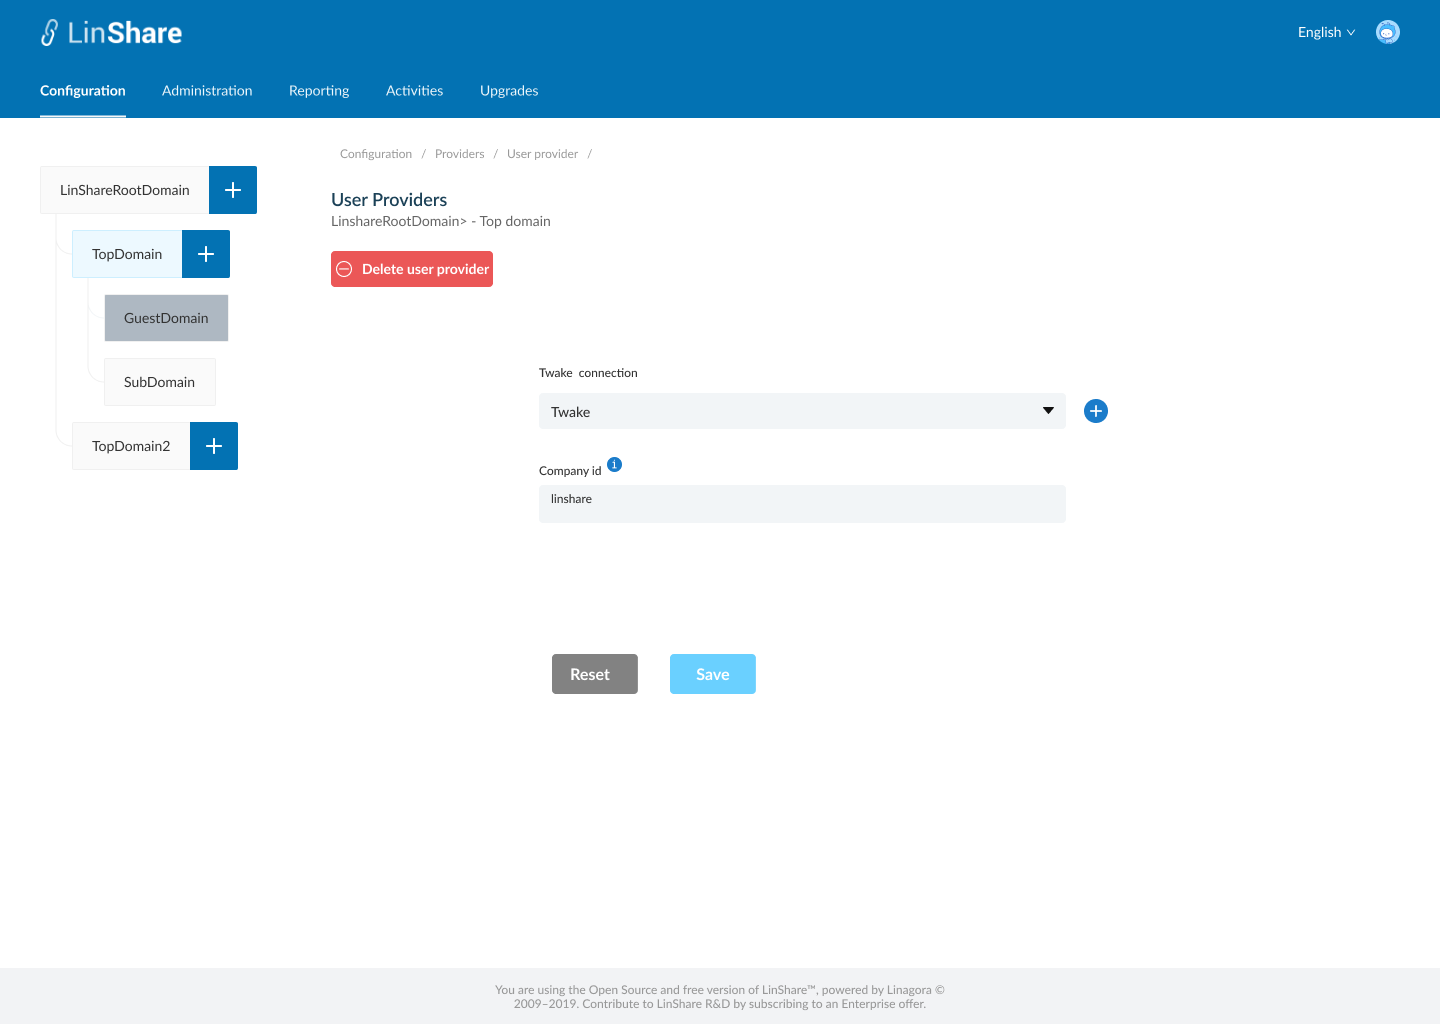 LinShare
English
Configuration Administration Reporting Activities Upgrades
Configuration / Providers / User provider /
LinShareRootDomain
TopDomain
GuestDomain
SubDomain
TopDomain2
User Providers
LinshareRootDomain> - Top domain
Delete user provider
Twake connection
Twake
Company id
linshare
Reset Save
You are using the Open Source and free version of LinShare™, powered by Linagora ©
2009–2019. Contribute to LinShare R&D by subscribing to an Enterprise offer.